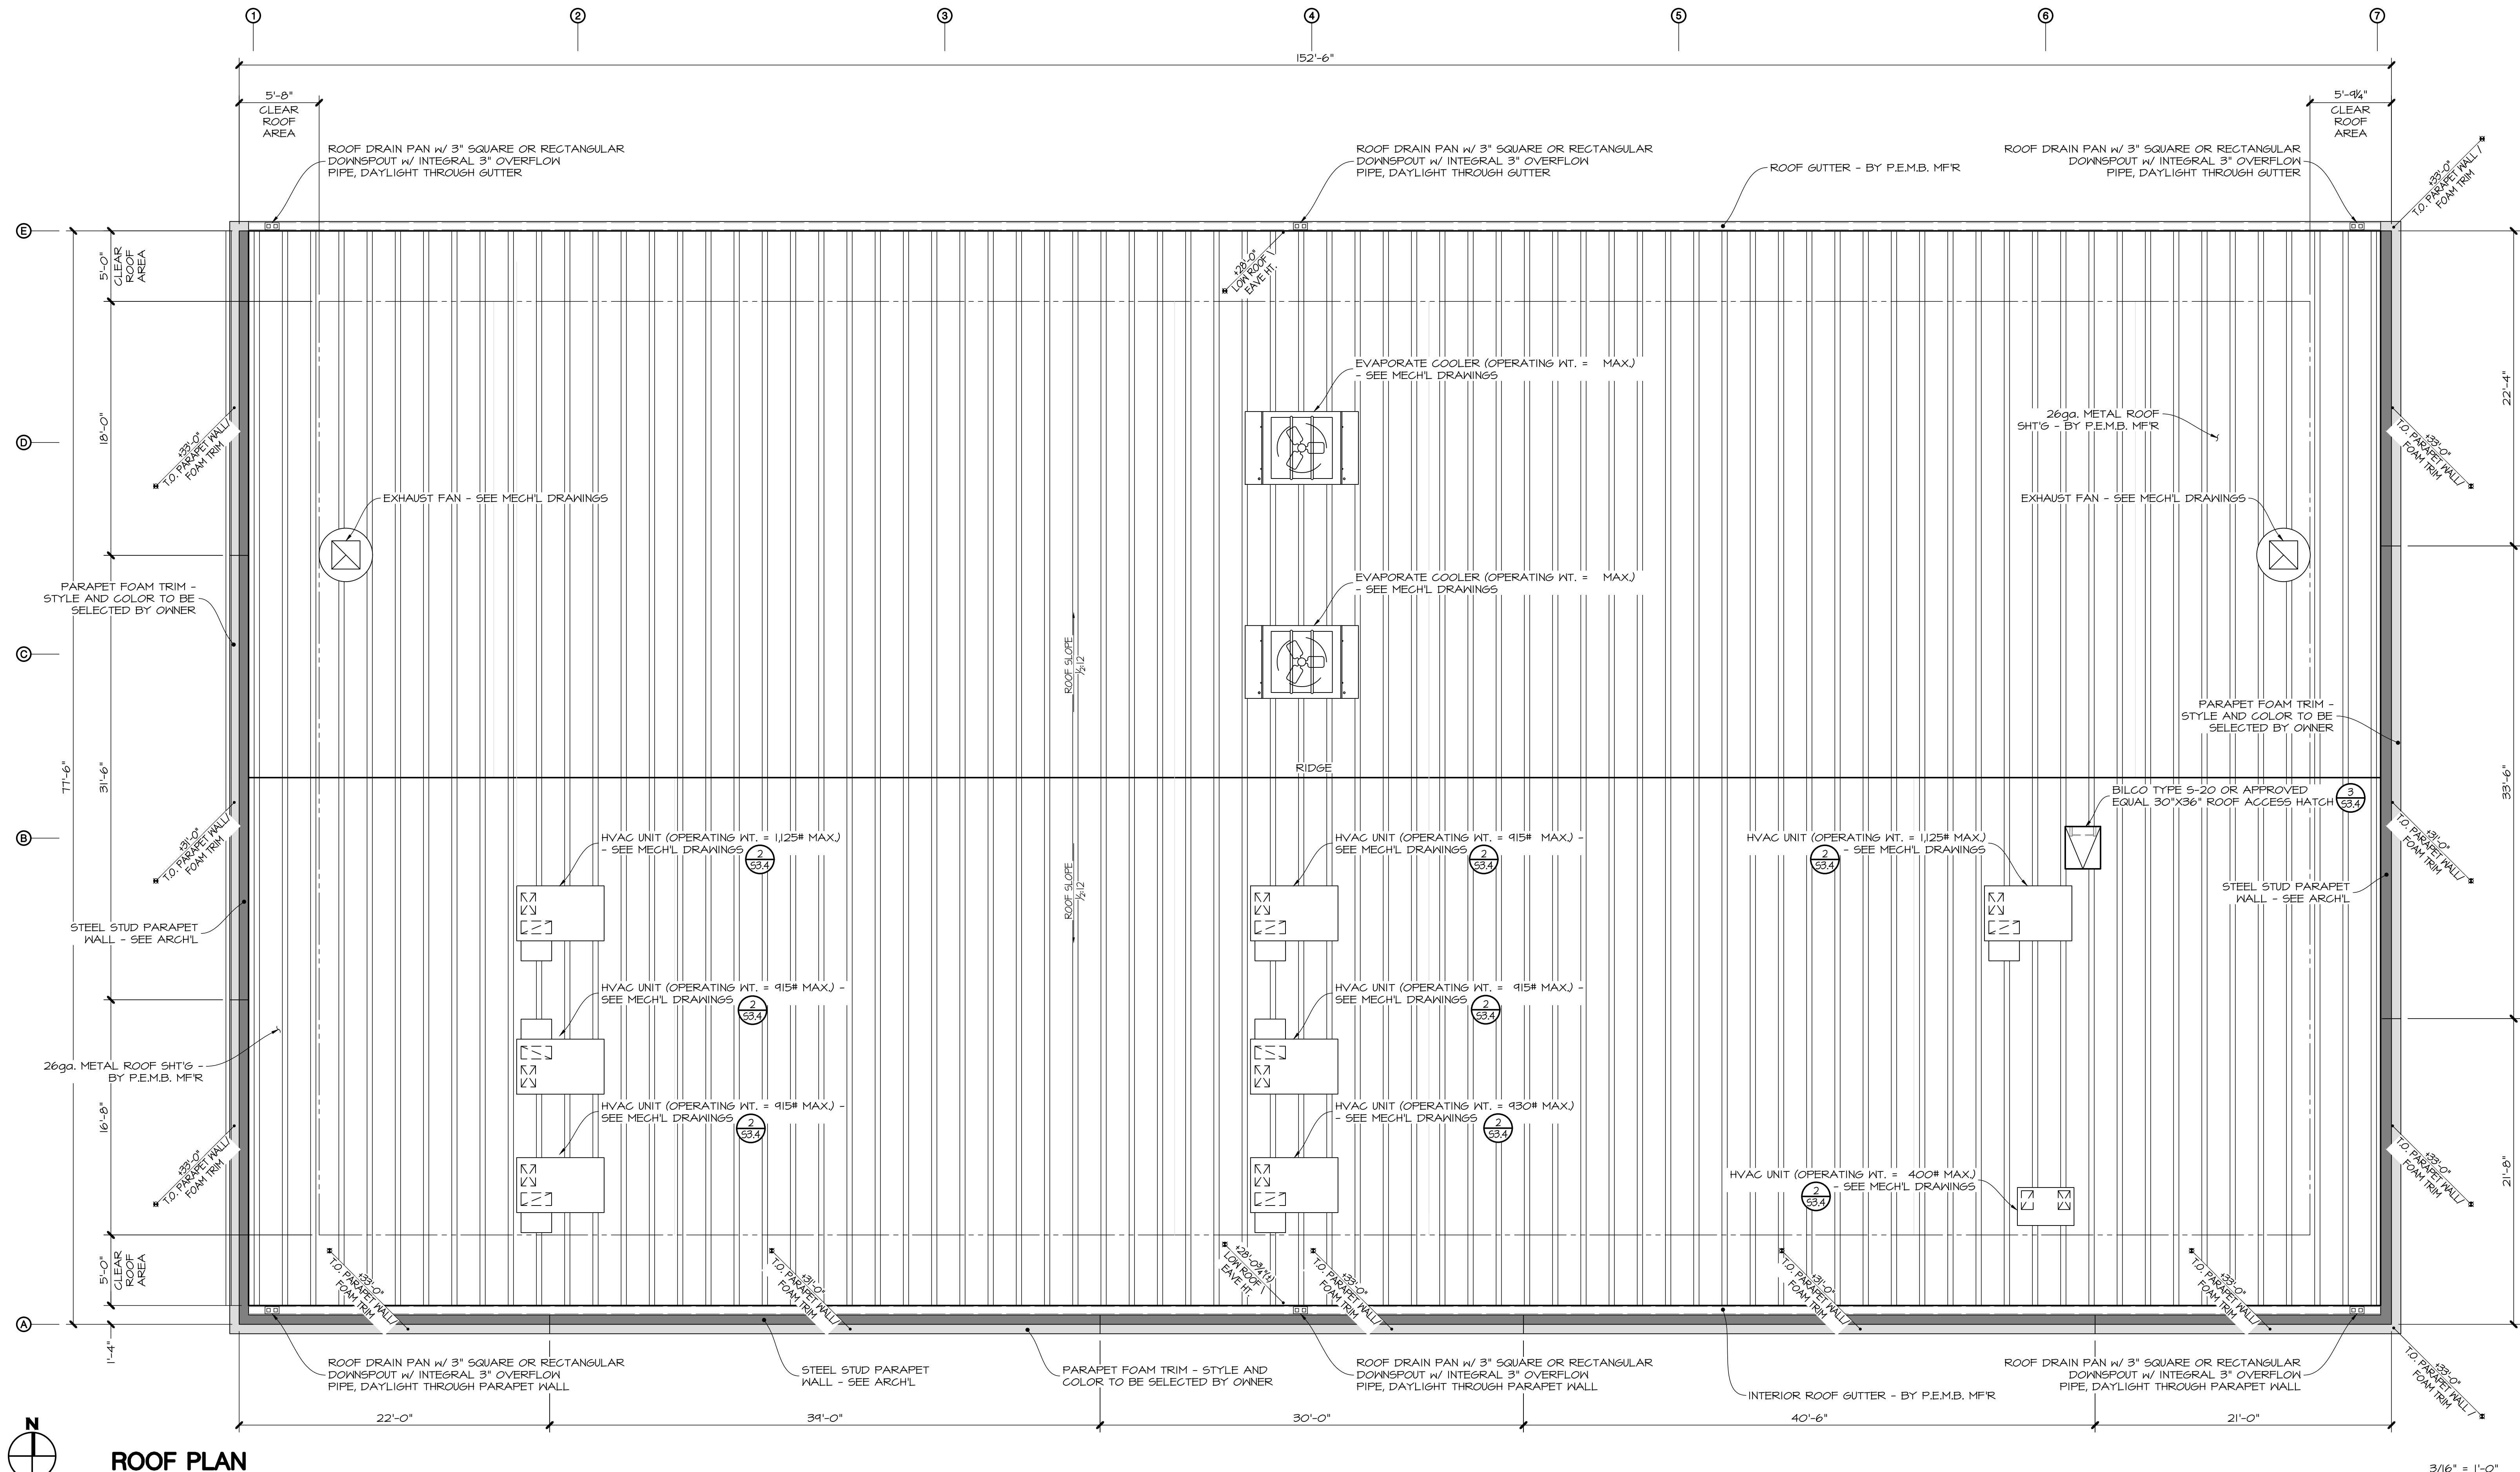 1
2
3
4
5
6
7
152'-6"
5'-8"
CLEAR
ROOF
AREA
5'-9¼"
CLEAR
ROOF
AREA
ROOF DRAIN PAN w/ 3" SQUARE OR RECTANGULAR
DOWNSPOUT w/ INTEGRAL 3" OVERFLOW
PIPE, DAYLIGHT THROUGH GUTTER
ROOF DRAIN PAN w/ 3" SQUARE OR RECTANGULAR
DOWNSPOUT w/ INTEGRAL 3" OVERFLOW
PIPE, DAYLIGHT THROUGH GUTTER
ROOF GUTTER - BY P.E.M.B. MF'R
ROOF DRAIN PAN w/ 3" SQUARE OR RECTANGULAR
DOWNSPOUT w/ INTEGRAL 3" OVERFLOW
PIPE, DAYLIGHT THROUGH GUTTER
+33'-0"
T.O. PARAPET WALL /
FOAM TRIM
E
5'-0"
CLEAR
ROOF
AREA
+28'-0"
LOW ROOF
EAVE HT.
EVAPORATE COOLER (OPERATING WT. = MAX.)
- SEE MECH'L DRAWINGS
22'-4"
18'-0"
D
+33'-0"
T.O. PARAPET WALL/
FOAM TRIM
26ga. METAL ROOF
SHT'G - BY P.E.M.B. MF'R
+33'-0"
T.O. PARAPET WALL/
FOAM TRIM
EXHAUST FAN - SEE MECH'L DRAWINGS
EXHAUST FAN - SEE MECH'L DRAWINGS
PARAPET FOAM TRIM -
STYLE AND COLOR TO BE
SELECTED BY OWNER
EVAPORATE COOLER (OPERATING WT. = MAX.)
- SEE MECH'L DRAWINGS
C
ROOF SLOPE
½:12
PARAPET FOAM TRIM -
STYLE AND COLOR TO BE
SELECTED BY OWNER
77'-6"
31'-6"
RIDGE
33'-6"
BILCO TYPE S-20 OR APPROVED
EQUAL 30"X36" ROOF ACCESS HATCH
3
S3.4
B
+31'-0"
T.O. PARAPET WALL/
FOAM TRIM
HVAC UNIT (OPERATING WT. = 1,125# MAX.)
- SEE MECH'L DRAWINGS
2
S3.4
HVAC UNIT (OPERATING WT. = 915# MAX.) -
SEE MECH'L DRAWINGS
2
S3.4
HVAC UNIT (OPERATING WT. = 1,125# MAX.)
- SEE MECH'L DRAWINGS
2
S3.4
+31'-0"
T.O. PARAPET WALL/
FOAM TRIM
ROOF SLOPE
½:12
STEEL STUD PARAPET
WALL - SEE ARCH'L
STEEL STUD PARAPET
WALL - SEE ARCH'L
HVAC UNIT (OPERATING WT. = 915# MAX.) -
SEE MECH'L DRAWINGS
2
S3.4
HVAC UNIT (OPERATING WT. = 915# MAX.) -
SEE MECH'L DRAWINGS
2
S3.4
26ga. METAL ROOF SHT'G -
BY P.E.M.B. MF'R
16'-8"
HVAC UNIT (OPERATING WT. = 915# MAX.) -
SEE MECH'L DRAWINGS
2
S3.4
HVAC UNIT (OPERATING WT. = 930# MAX.)
- SEE MECH'L DRAWINGS
2
S3.4
+33'-0"
T.O. PARAPET WALL/
FOAM TRIM
HVAC UNIT (OPERATING WT. = 400# MAX.)
- SEE MECH'L DRAWINGS
2
S3.4
+33'-0"
T.O. PARAPET WALL/
FOAM TRIM
21'-8"
5'-0"
CLEAR
ROOF
AREA
+33'-0"
T.O. PARAPET WALL/
FOAM TRIM
+31'-0"
T.O. PARAPET WALL/
FOAM TRIM
+28'-0¾"(±)
LOW ROOF
EAVE HT.
+33'-0"
T.O. PARAPET WALL/
FOAM TRIM
+31'-0"
T.O. PARAPET WALL/
FOAM TRIM
+33'-0"
T.O. PARAPET WALL/
FOAM TRIM
A
1'-4"
ROOF DRAIN PAN w/ 3" SQUARE OR RECTANGULAR
DOWNSPOUT w/ INTEGRAL 3" OVERFLOW
PIPE, DAYLIGHT THROUGH PARAPET WALL
STEEL STUD PARAPET
WALL - SEE ARCH'L
PARAPET FOAM TRIM - STYLE AND
COLOR TO BE SELECTED BY OWNER
ROOF DRAIN PAN w/ 3" SQUARE OR RECTANGULAR
DOWNSPOUT w/ INTEGRAL 3" OVERFLOW
PIPE, DAYLIGHT THROUGH PARAPET WALL
INTERIOR ROOF GUTTER - BY P.E.M.B. MF'R
ROOF DRAIN PAN w/ 3" SQUARE OR RECTANGULAR
DOWNSPOUT w/ INTEGRAL 3" OVERFLOW
PIPE, DAYLIGHT THROUGH PARAPET WALL
+33'-0"
T.O. PARAPET WALL /
FOAM TRIM
22'-0"
39'-0"
30'-0"
40'-6"
21'-0"
N
ROOF PLAN
3/16" = 1'-0"